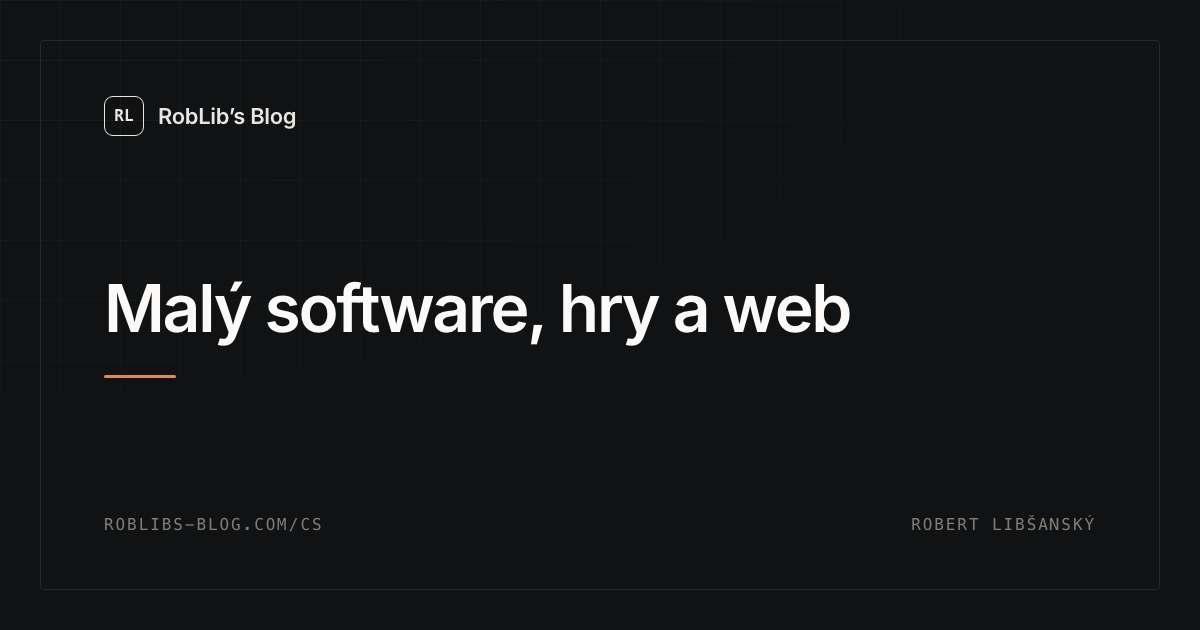 RL
RobLib’s Blog
Malý software, hry a web
ROBLIBS-BLOG.COM/CS
ROBERT LIBŠANSKÝ